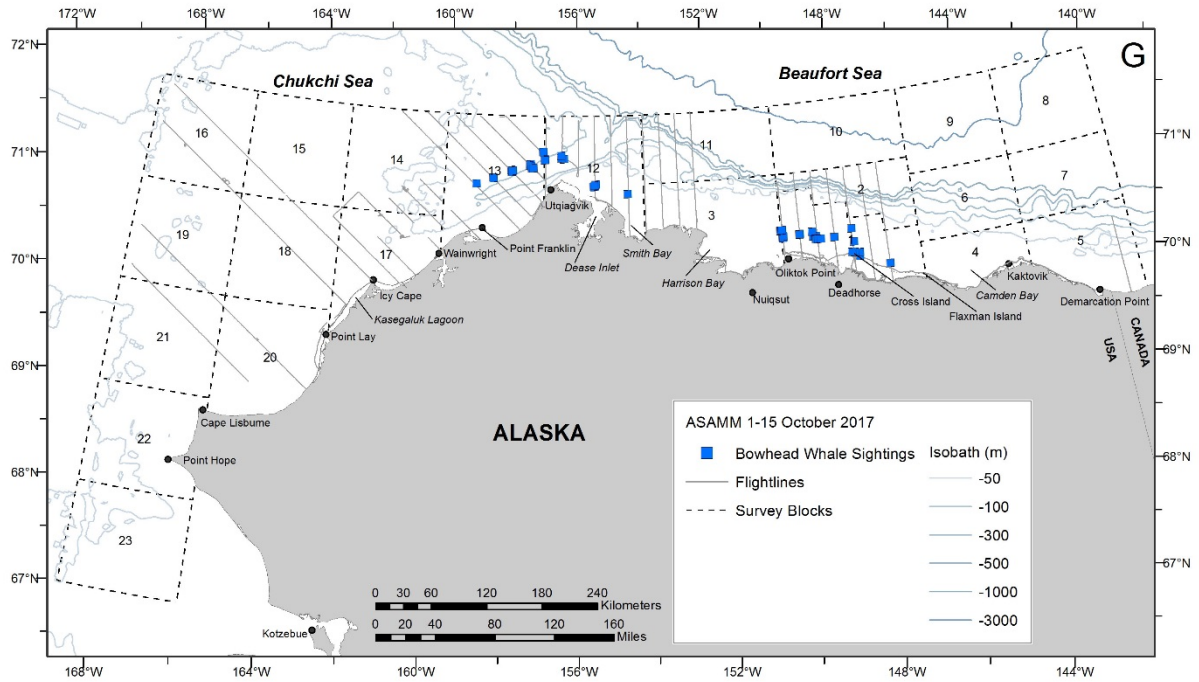 172°W 168°W 164°W 160°W 156°W 152°W 148°W 144°W 140°W
72°N
71°N
70°N
69°N
68°N
67°N
71°N
70°N
69°N
68°N
67°N
G
Chukchi Sea
Beaufort Sea
16
15
14
13
12
11
10
9
8
7
6
5
4
3
2
17
18
19
20
21
22
23
Utqiaġvik
Point Franklin
Wainwright
Dease Inlet
Smith Bay
Harrison Bay
Oliktok Point
Nuiqsut
Deadhorse
Cross Island
Flaxman Island
Camden Bay
Kaktovik
Demarcation Point
CANADA
USA
Icy Cape
Kasegaluk Lagoon
Point Lay
Cape Lisburne
Point Hope
Kotzebue
ALASKA
ASAMM 1-15 October 2017
Bowhead Whale Sightings
Flightlines
Survey Blocks
Isobath (m)
-50
-100
-300
-500
-1000
-3000
0 30 60 120 180 240
Kilometers
0 20 40 80 120 160
Miles
168°W 164°W 160°W 156°W 152°W 148°W 144°W